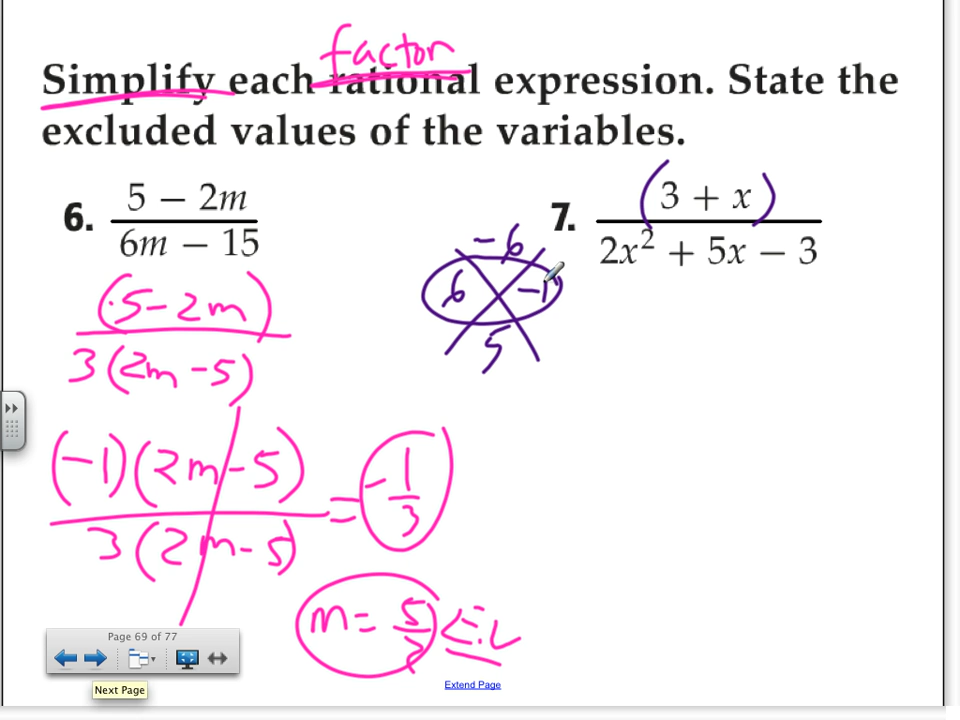 factor
Simplify each rational expression. State the
excluded values of the variables.
6. 5 − 2m / 6m − 15
(5 − 2m) / 3(2m − 5)
(−1)(2m − 5) / 3(2m − 5) = −1/3
m = 5/2 E.V
7. (3 + x) / 2x² + 5x − 3
−6
6 −1
5
Page 69 of 77
Next Page
Extend Page